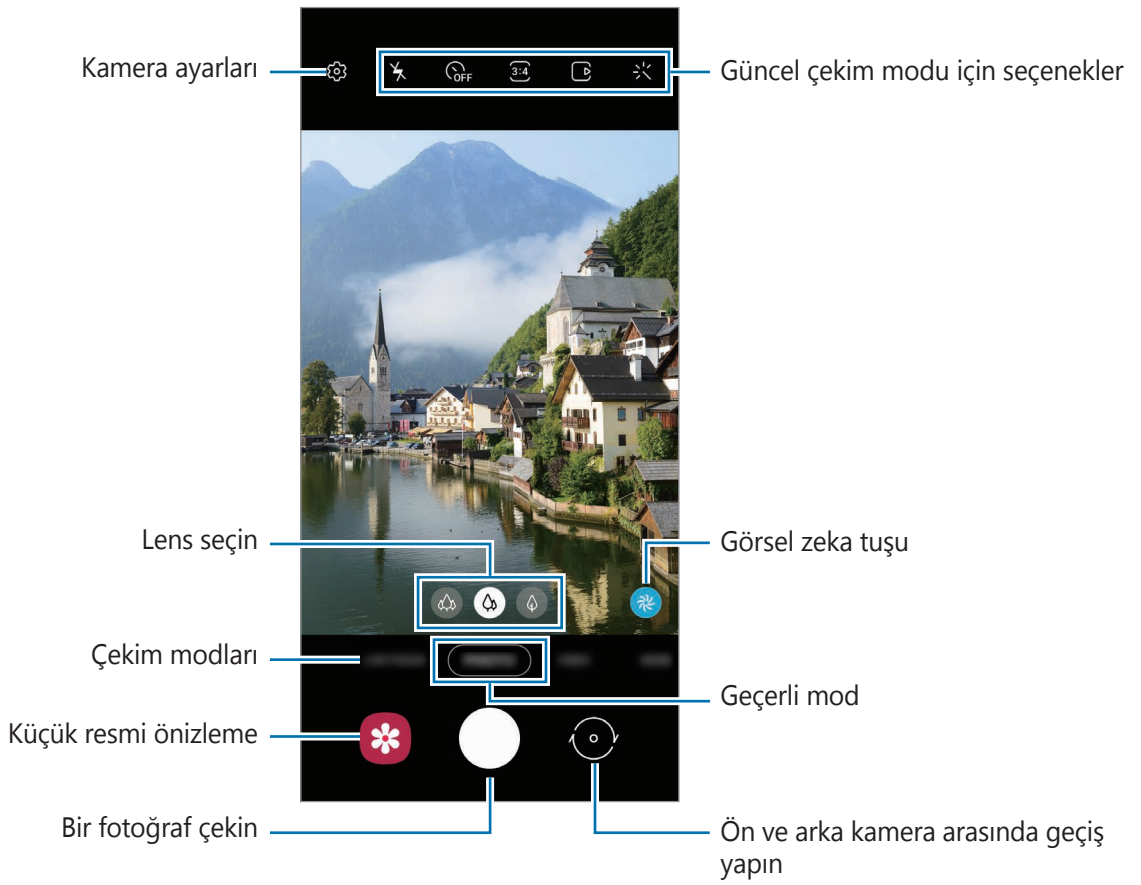 Kamera ayarları
OFF
3:4
Güncel çekim modu için seçenekler
Lens seçin
Görsel zeka tuşu
Çekim modları
Geçerli mod
Küçük resmi önizleme
Bir fotoğraf çekin
Ön ve arka kamera arasında geçiş
yapın